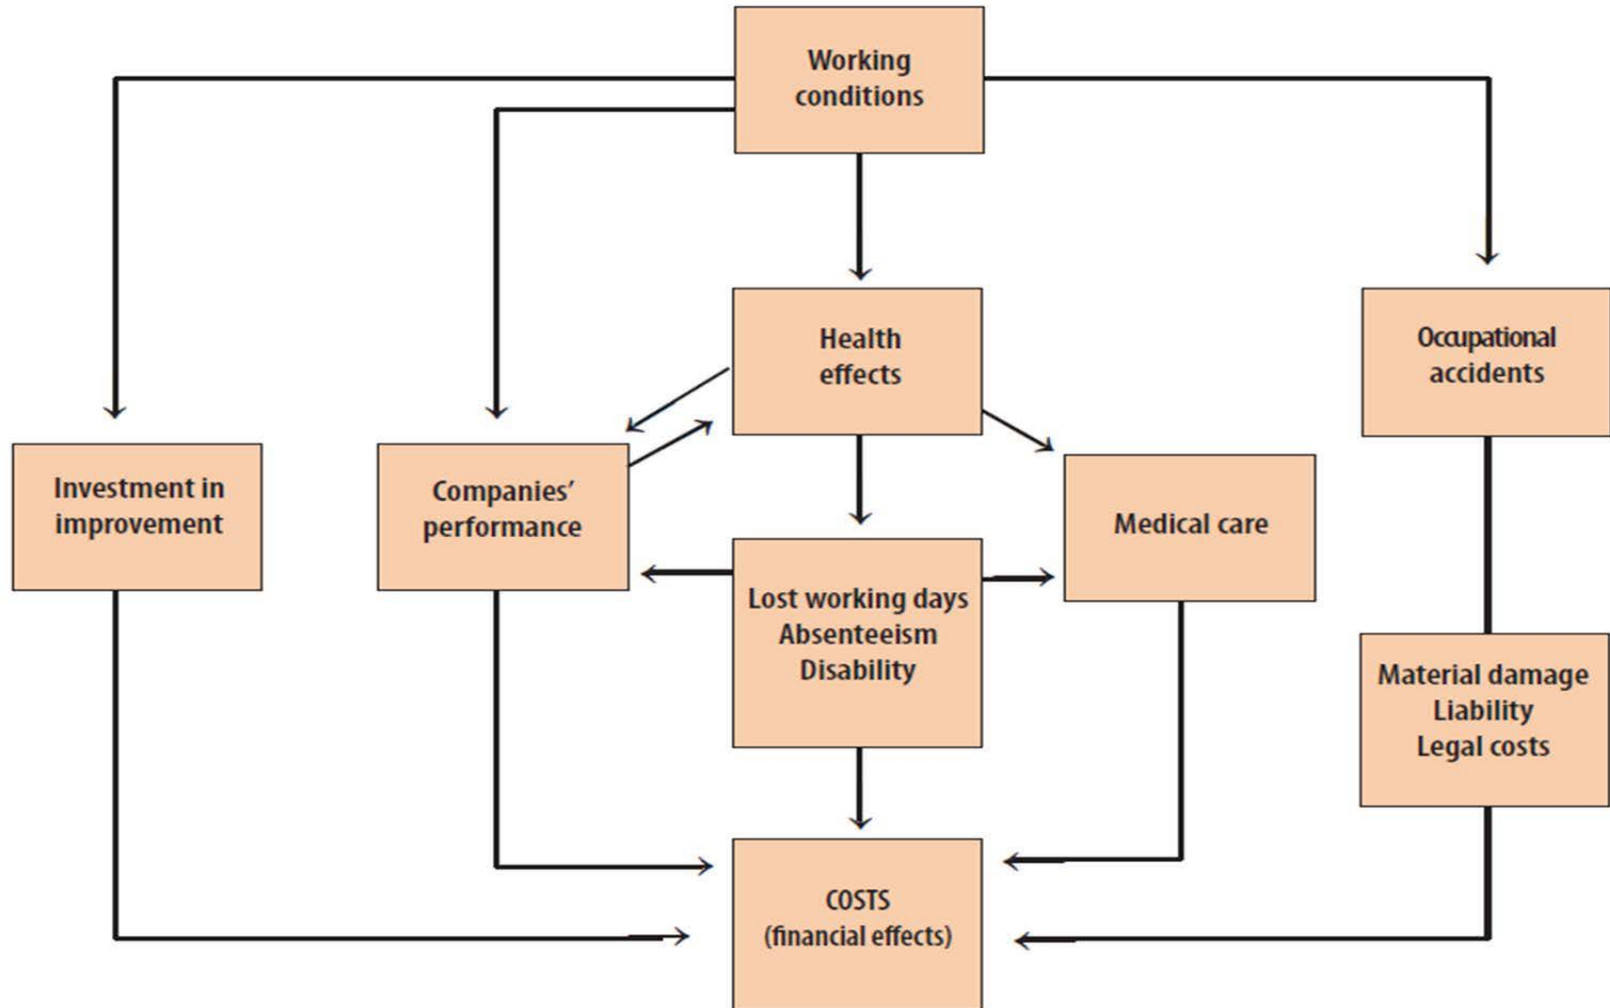 Working
conditions
Health
effects
Occupational
accidents
Investment in
improvement
Companies’
performance
Medical care
Lost working days
Absenteeism
Disability
Material damage
Liability
Legal costs
COSTS
(financial effects)